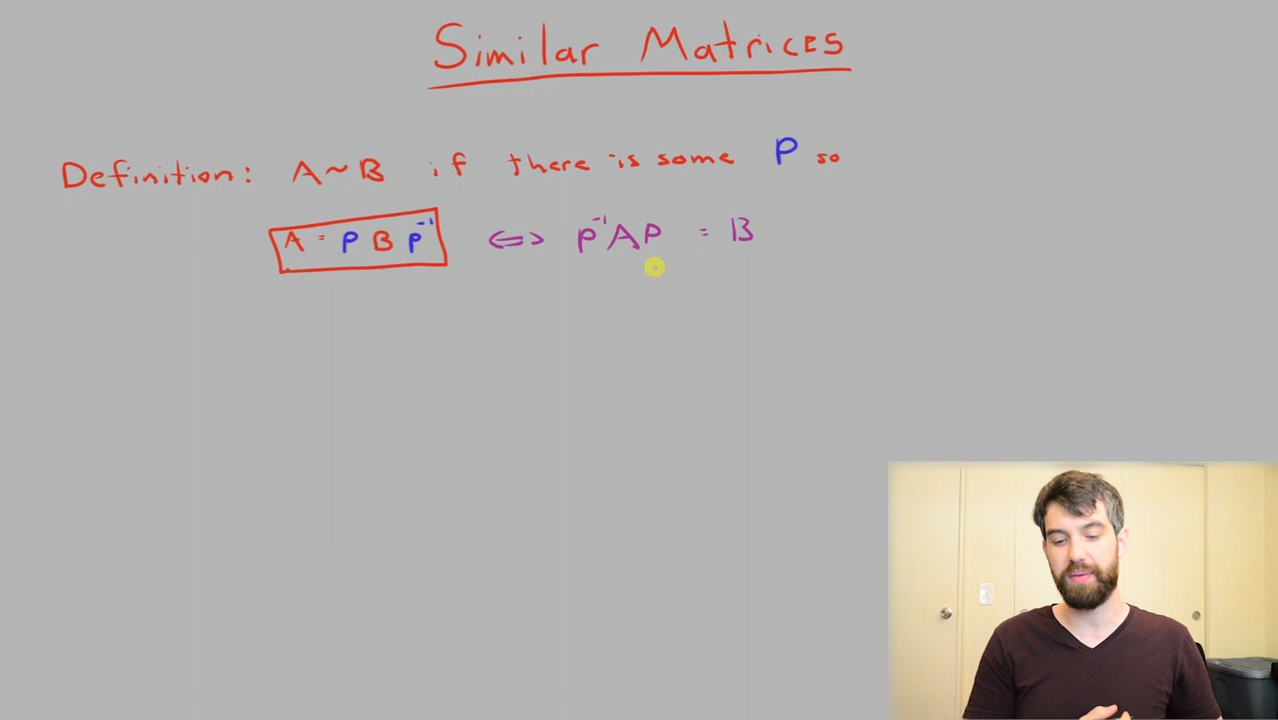 Similar Matrices
Definition: A~B if there is some P so
A = P B P⁻¹ <=> P⁻¹AP = B